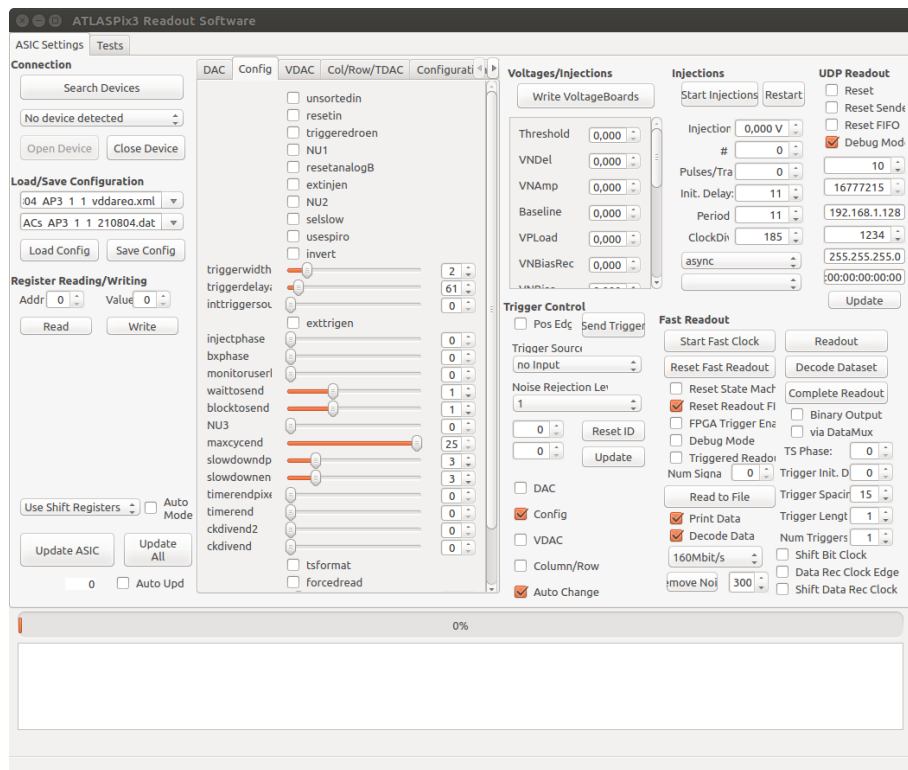 ATLASPix3 Readout Software
ASIC Settings Tests
Connection
Search Devices
No device detected
Open Device Close Device
Load/Save Configuration
:04 AP3 1 1 vddarea.xml
ACs AP3 1 1 210804.dat
Load Config Save Config
Register Reading/Writing
Addr 0 Value 0
Read Write
Use Shift Registers Auto Mode
Update ASIC Update All
0 Auto Upd
DAC Config VDAC Col/Row/TDAC Configurati
unsortedin
resetin
triggeredroen
NU1
resetanalogB
extinjen
NU2
selslow
usespiro
invert
triggerwidth 2
triggerdelaya 61
inttriggersou 0
exttrigen
injectphase 0
bxphase 0
monitoruserl 0
waittosend 1
blocktosend 1
NU3 0
maxcycend 25
slowdowndp 3
slowdownen 3
timerendpixe 0
timerend 0
ckdivend2 0
ckdivend 0
tsformat
forcedread
Voltages/Injections
Write VoltageBoards
Threshold 0,000
VNDel 0,000
VNAmp 0,000
Baseline 0,000
VPLoad 0,000
VNBiasRec 0,000
Injections
Start Injections Restart
Injection 0,000 V
# 0
Pulses/Tra 0
Init. Delay: 11
Period 11
ClockDiv 185
async
UDP Readout
Reset
Reset Sende
Reset FIFO
Debug Mod
10
16777215
192.168.1.128
1234
255.255.255.0
:00:00:00:00:00
Update
Trigger Control
Pos Edg Send Trigger
Trigger Source
no Input
Noise Rejection Lev
1
0 Reset ID
0 Update
DAC
Config
VDAC
Column/Row
Auto Change
Fast Readout
Start Fast Clock Readout
Reset Fast Readout Decode Dataset
Reset State Mach Complete Readout
Reset Readout FI Binary Output
FPGA Trigger Ena via DataMux
Debug Mode TS Phase: 0
Triggered Readou
Num Signa 0 Trigger Init. D 0
Read to File Trigger Spacin 15
Print Data Trigger Lengt 1
Decode Data Num Triggers 1
160Mbit/s Shift Bit Clock
Data Rec Clock Edge
emove Noi 300 Shift Data Rec Clock
0%